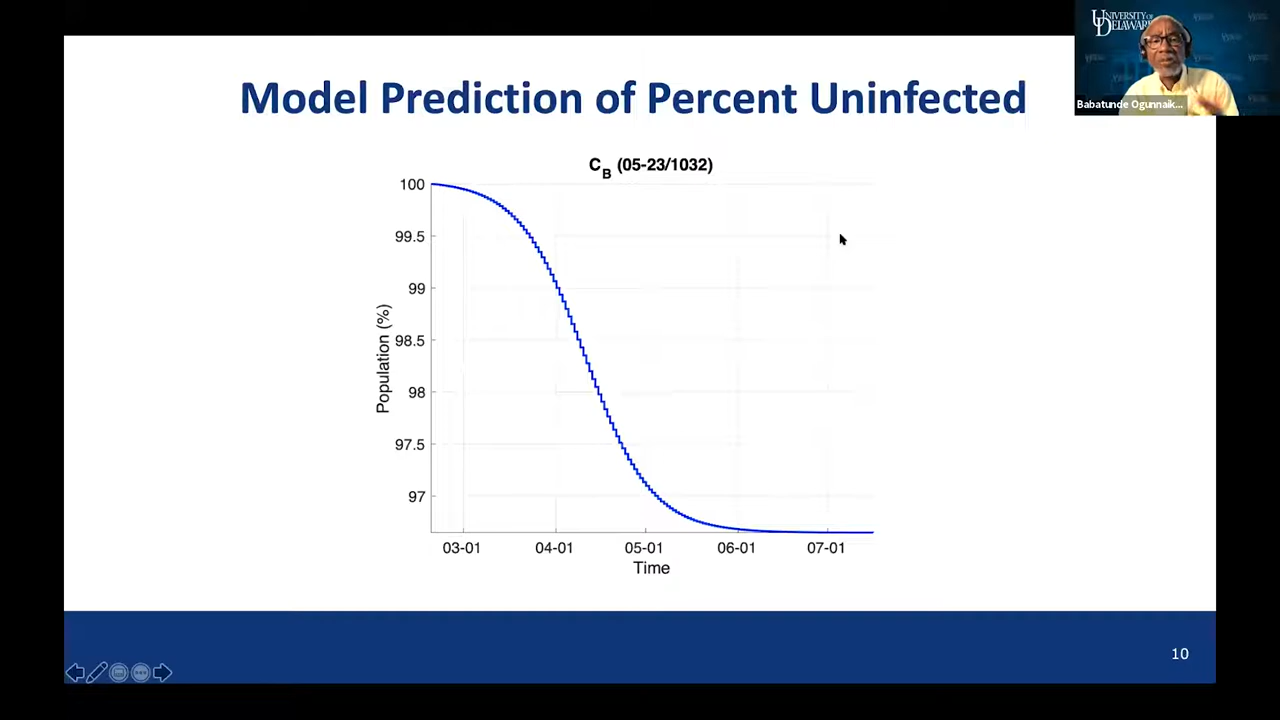 UNIVERSITY OF
DELAWARE
Babatunde Ogunnaik...
Model Prediction of Percent Uninfected
C_B (05-23/1032)
100
99.5
99
98.5
98
97.5
97
Population (%)
03-01 04-01 05-01 06-01 07-01
Time
10